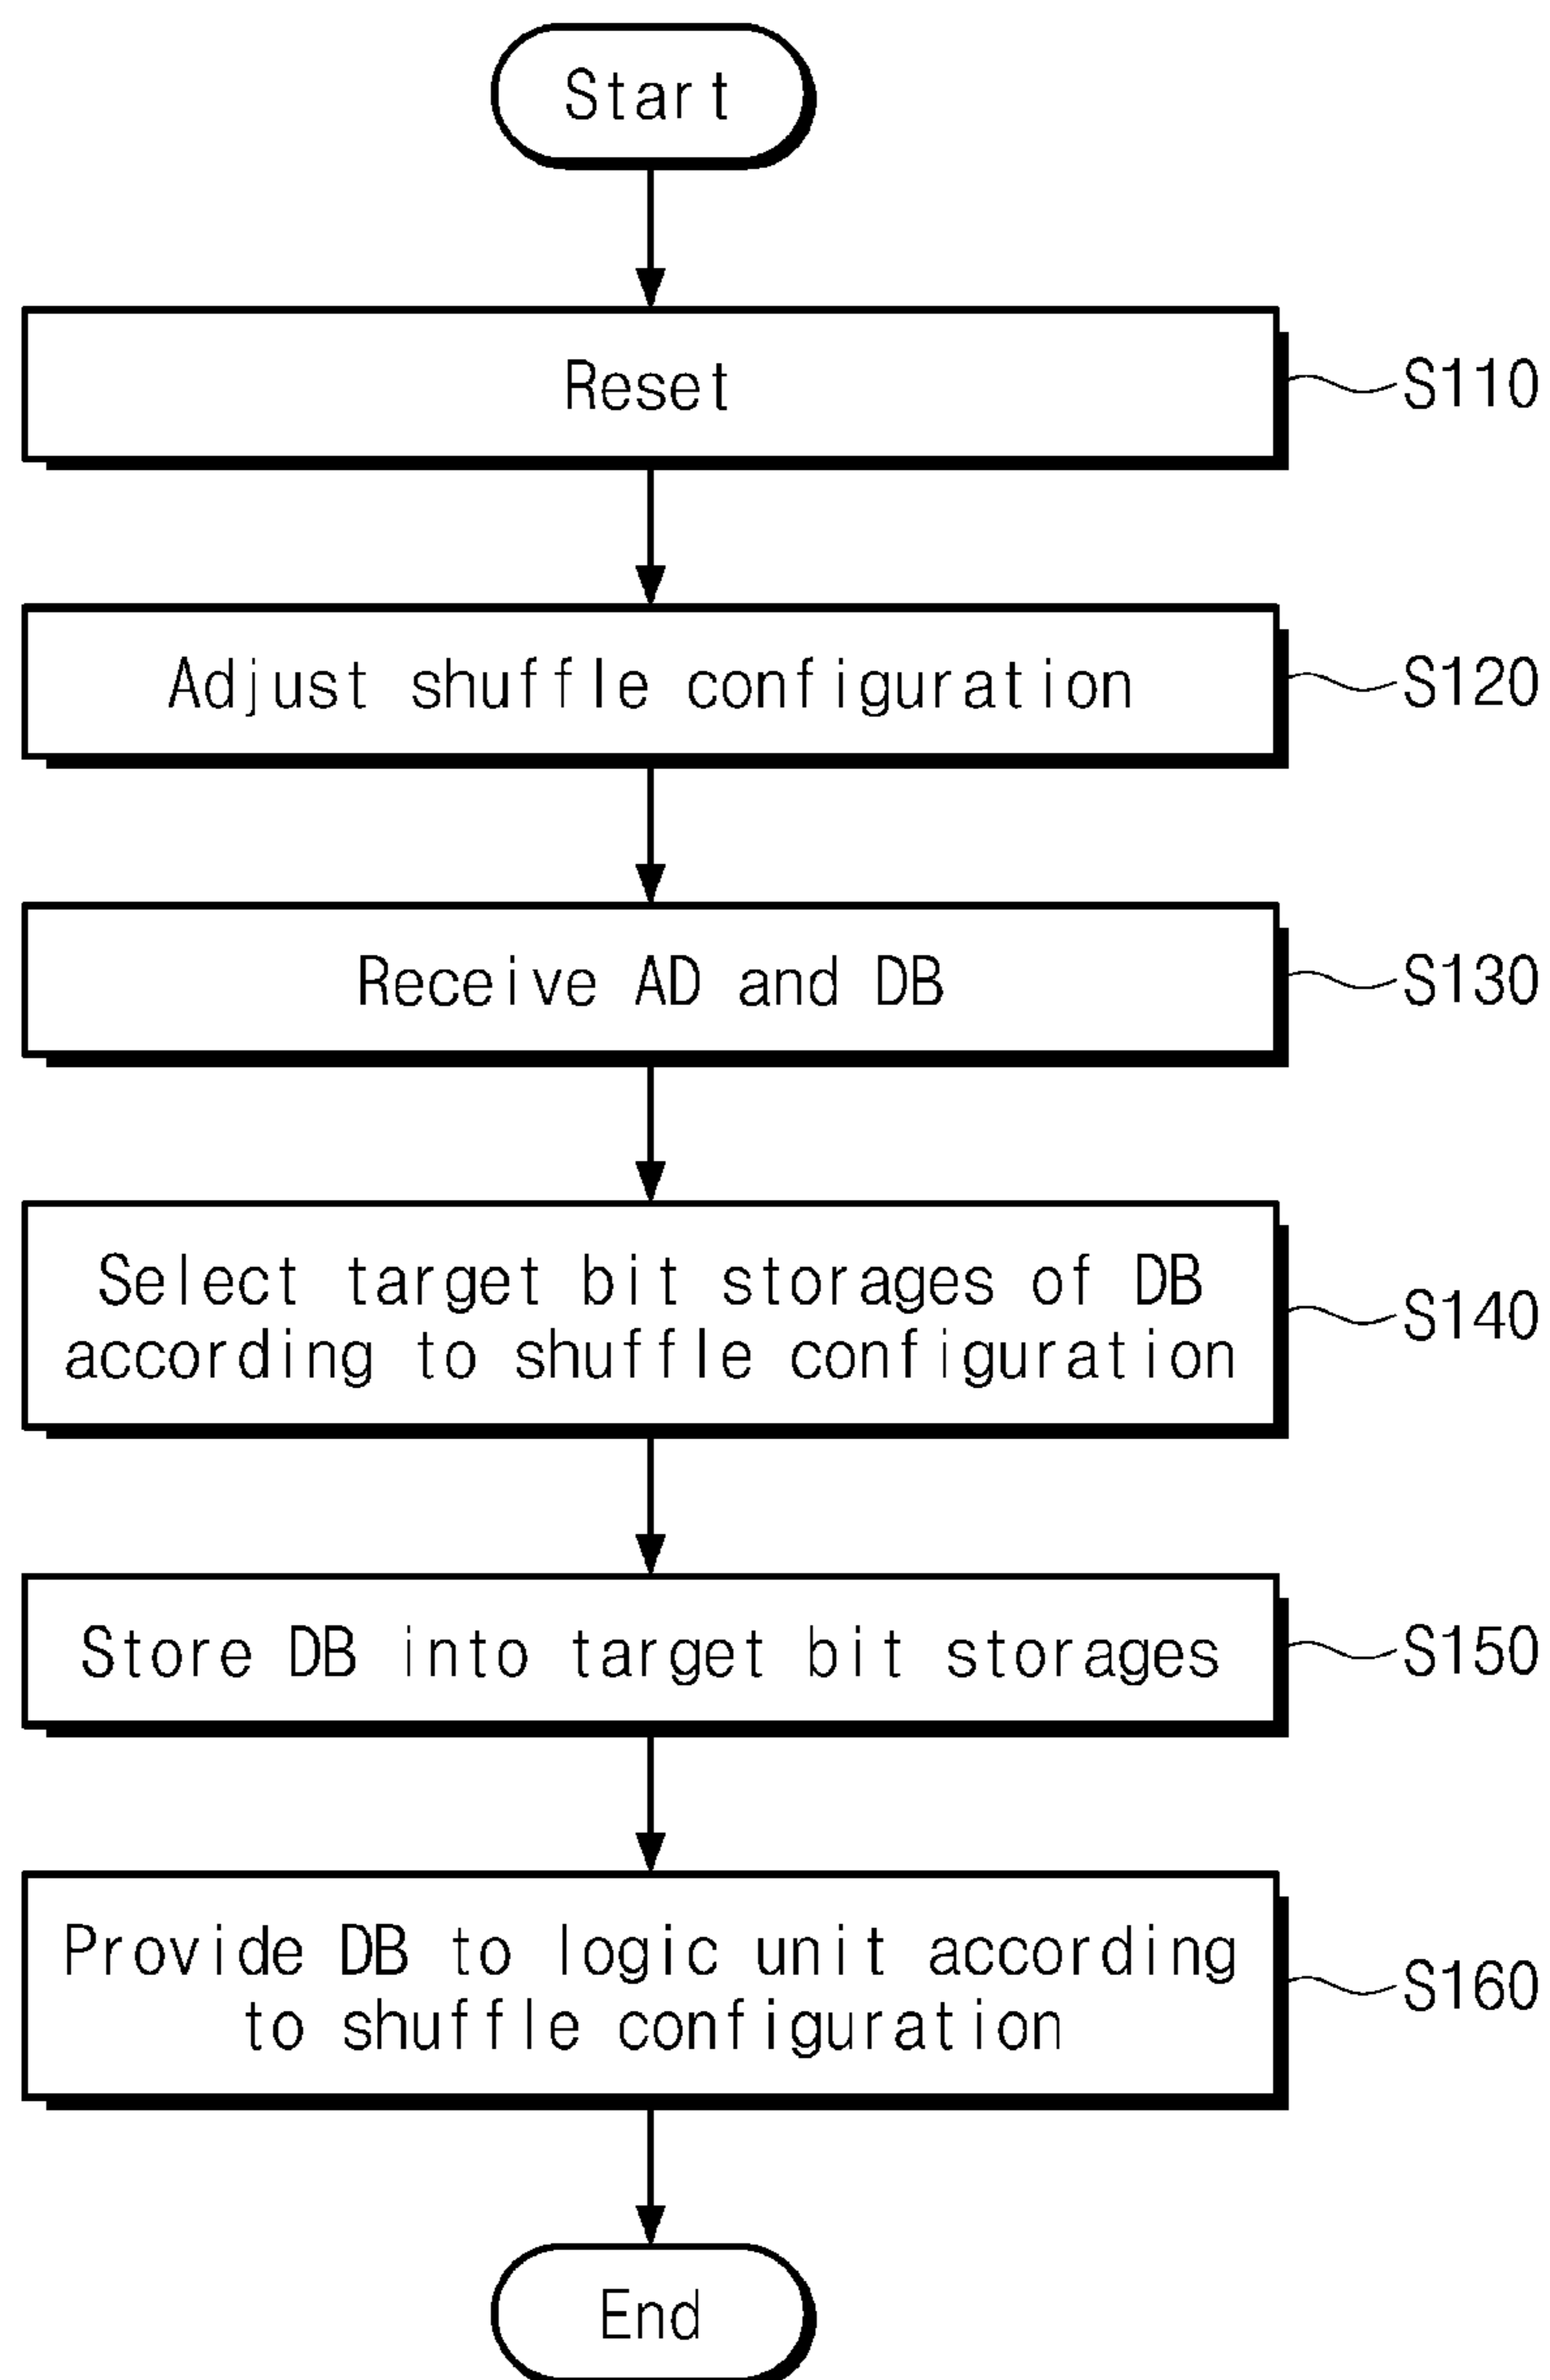 Start
Reset
S110
Adjust shuffle configuration
S120
Receive AD and DB
S130
Select target bit storages of DB
according to shuffle configuration
S140
Store DB into target bit storages
S150
Provide DB to logic unit according
to shuffle configuration
S160
End